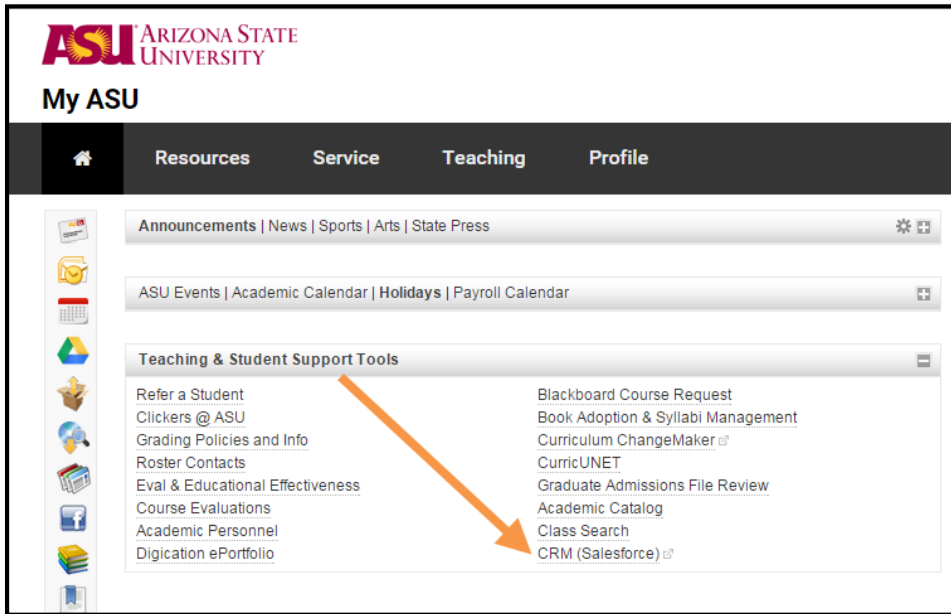 ASU ARIZONA STATE
UNIVERSITY
My ASU
Resources Service Teaching Profile
Announcements | News | Sports | Arts | State Press
ASU Events | Academic Calendar | Holidays | Payroll Calendar
Teaching & Student Support Tools
Refer a Student
Clickers @ ASU
Grading Policies and Info
Roster Contacts
Eval & Educational Effectiveness
Course Evaluations
Academic Personnel
Digication ePortfolio
Blackboard Course Request
Book Adoption & Syllabi Management
Curriculum ChangeMaker
CurricUNET
Graduate Admissions File Review
Academic Catalog
Class Search
CRM (Salesforce)